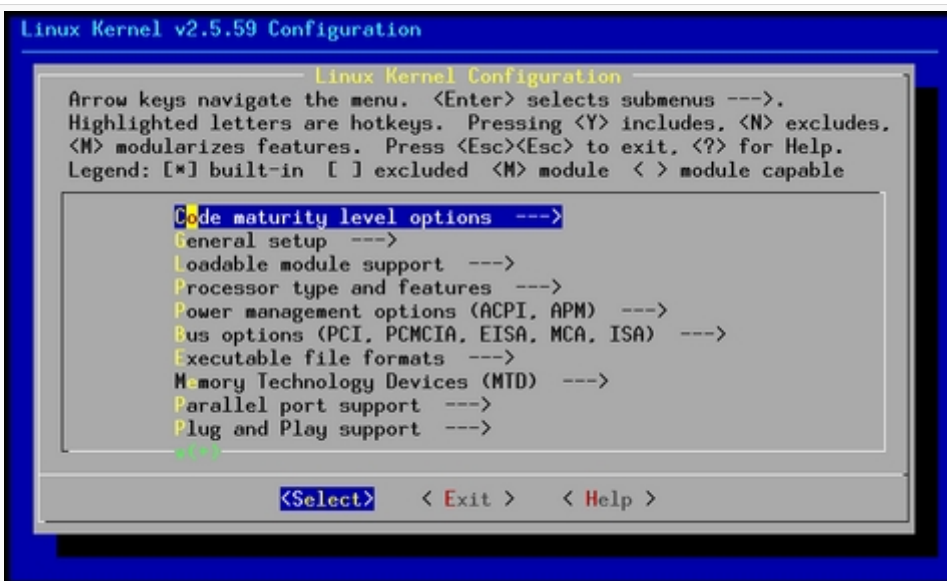 Linux Kernel v2.5.59 Configuration
Linux Kernel Configuration
Arrow keys navigate the menu.  <Enter> selects submenus --->.
Highlighted letters are hotkeys.  Pressing <Y> includes, <N> excludes,
<M> modularizes features.  Press <Esc><Esc> to exit, <?> for Help.
Legend: [*] built-in  [ ] excluded  <M> module  < > module capable
Code maturity level options  --->
General setup  --->
Loadable module support  --->
Processor type and features  --->
Power management options (ACPI, APM)  --->
Bus options (PCI, PCMCIA, EISA, MCA, ISA)  --->
Executable file formats  --->
Memory Technology Devices (MTD)  --->
Parallel port support  --->
Plug and Play support  --->
v(+)
<Select>    < Exit >    < Help >